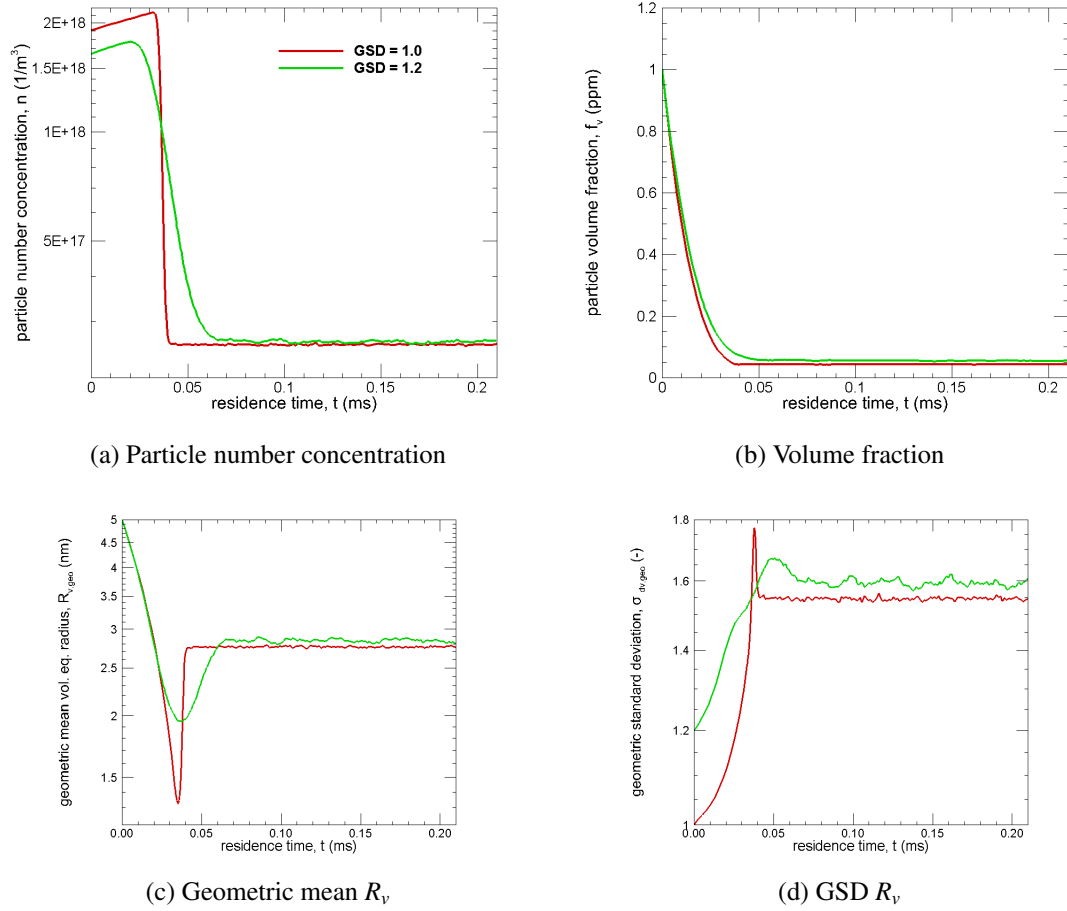 particle number concentration, n (1/m³)
2E+18
1.5E+18
1E+18
5E+17
GSD = 1.0
GSD = 1.2
0 0.05 0.1 0.15 0.2
residence time, t (ms)
(a) Particle number concentration
particle volume fraction, fᵥ (ppm)
1.2
1
0.8
0.6
0.4
0.2
0
0 0.05 0.1 0.15 0.2
residence time, t (ms)
(b) Volume fraction
geometric mean vol. eq. radius, R v,geo (nm)
5
4.5
4
3.5
3
2.5
2
1.5
0.00 0.05 0.10 0.15 0.20
residence time, t (ms)
(c) Geometric mean Rᵥ
geometric standard deviation, σ dv,geo (-)
1.8
1.6
1.4
1.2
1
0.00 0.05 0.10 0.15 0.20
residence time, t (ms)
(d) GSD Rᵥ